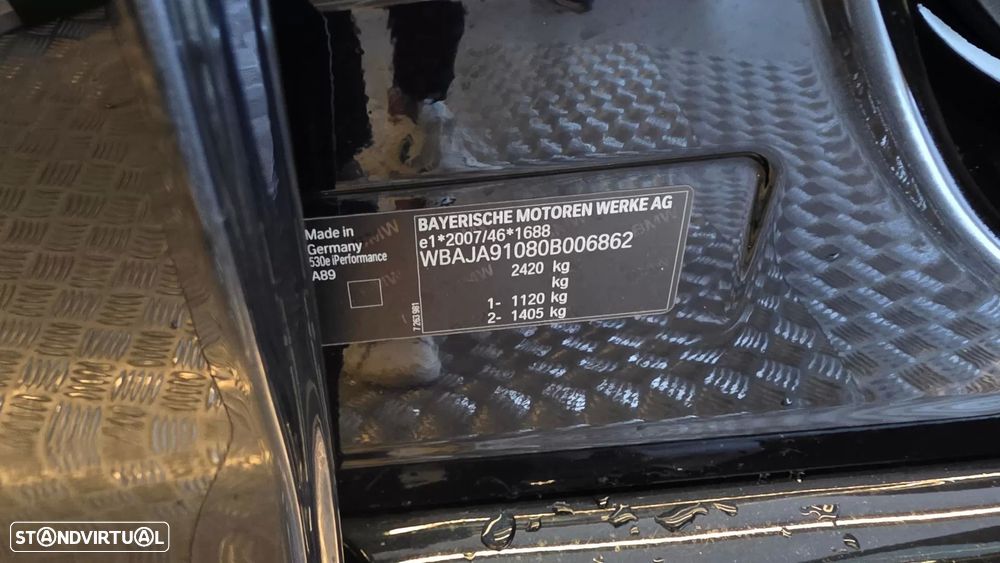 Made in
Germany
530e iPerformance
A89
7 263 981
BAYERISCHE MOTOREN WERKE AG
e1*2007/46*1688
WBAJA91080B006862
2420 kg
kg
1- 1120 kg
2- 1405 kg
STANDVIRTUAL